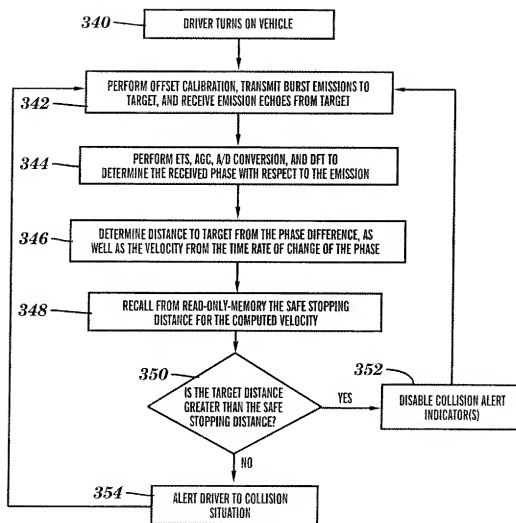 340
DRIVER TURNS ON VEHICLE
342
PERFORM OFFSET CALIBRATION, TRANSMIT BURST EMISSIONS TO
TARGET, AND RECEIVE EMISSION ECHOES FROM TARGET
344
PERFORM ETS, AGC, A/D CONVERSION, AND DFT TO
DETERMINE THE RECEIVED PHASE WITH RESPECT TO THE EMISSION
346
DETERMINE DISTANCE TO TARGET FROM THE PHASE DIFFERENCE, AS
WELL AS THE VELOCITY FROM THE TIME RATE OF CHANGE OF THE PHASE
348
RECALL FROM READ-ONLY-MEMORY THE SAFE STOPPING
DISTANCE FOR THE COMPUTED VELOCITY
350
IS THE TARGET DISTANCE
GREATER THAN THE SAFE
STOPPING DISTANCE?
YES
352
DISABLE COLLISION ALERT
INDICATOR(S)
NO
354
ALERT DRIVER TO COLLISION
SITUATION